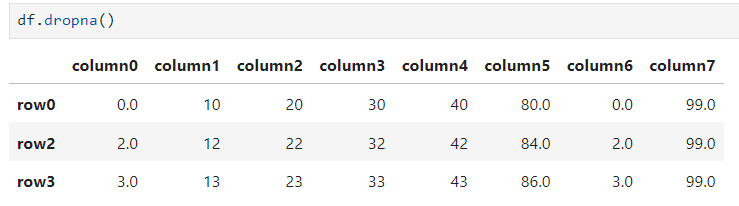 df.dropna()
column0 column1 column2 column3 column4 column5 column6 column7
row0 0.0 10 20 30 40 80.0 0.0 99.0
row2 2.0 12 22 32 42 84.0 2.0 99.0
row3 3.0 13 23 33 43 86.0 3.0 99.0